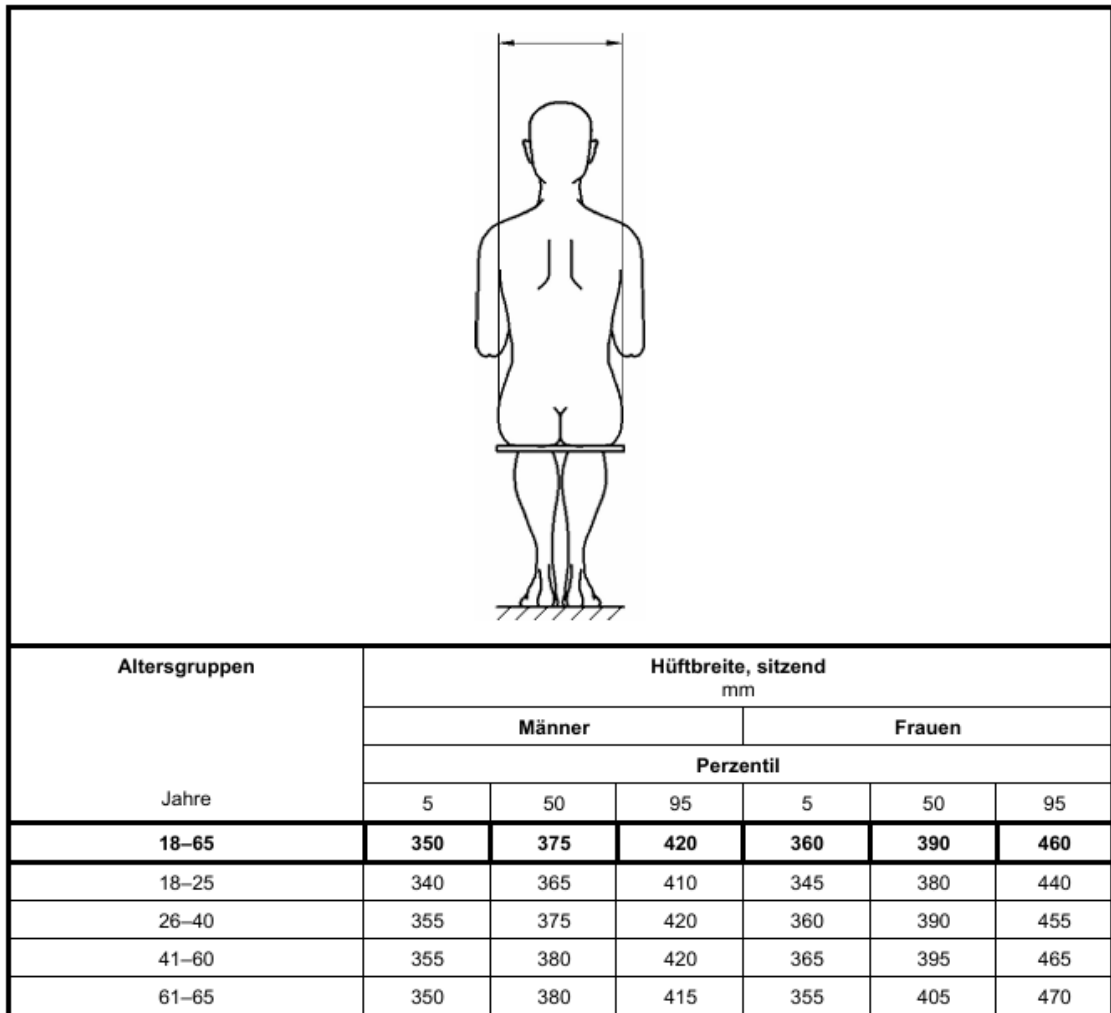 Altersgruppen
Hüftbreite, sitzend
mm
Männer Frauen
Perzentil
Jahre 5 50 95 5 50 95
18–65 350 375 420 360 390 460
18–25 340 365 410 345 380 440
26–40 355 375 420 360 390 455
41–60 355 380 420 365 395 465
61–65 350 380 415 355 405 470